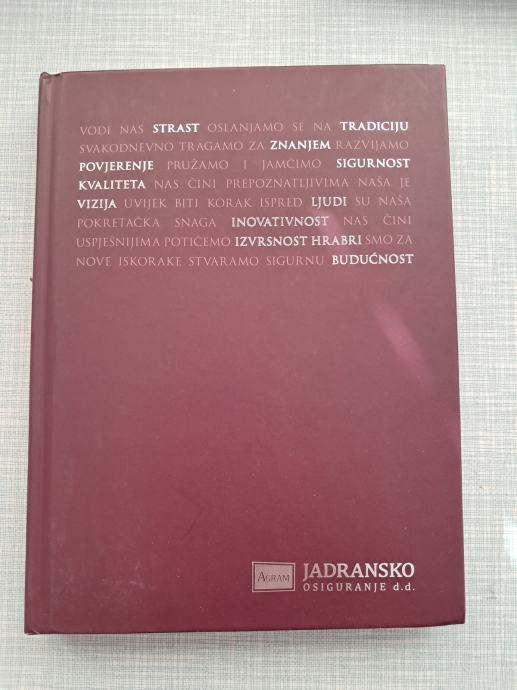 VODI NAS STRAST OSLANJAMO SE NA TRADICIJU
SVAKODNEVNO TRAGAMO ZA ZNANJEM RAZVIJAMO
POVJERENJE PRUŽAMO I JAMČIMO SIGURNOST
KVALITETA NAS ČINI PREPOZNATLJIVIMA NAŠA JE
VIZIJA UVIJEK BITI KORAK ISPRED LJUDI SU NAŠA
POKRETAČKA SNAGA INOVATIVNOST NAS ČINI
USPJEŠNIJIMA POTIČEMO IZVRSNOST HRABRI SMO ZA
NOVE ISKORAKE STVARAMO SIGURNU BUDUĆNOST
AGRAM
JADRANSKO
OSIGURANJE d.d.